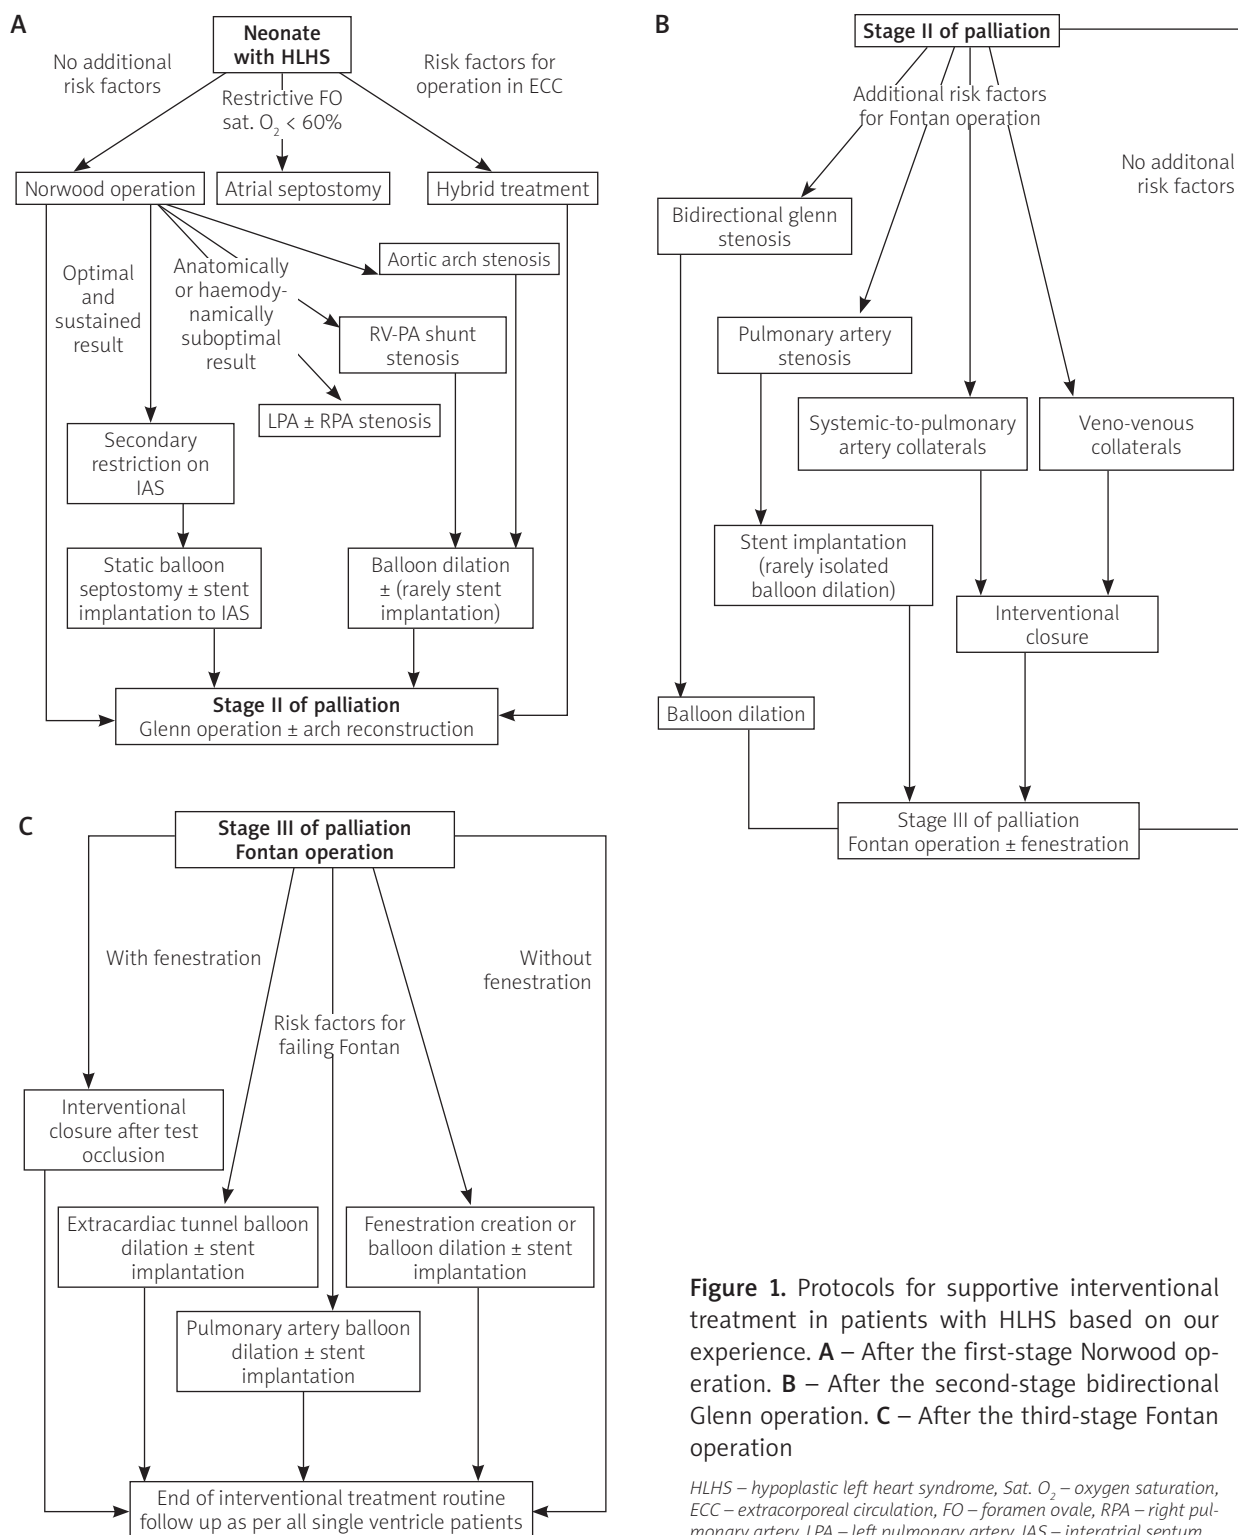 A
Neonate
with HLHS
No additional
risk factors
Restrictive FO
sat. O2 < 60%
Risk factors for
operation in ECC
Norwood operation
Atrial septostomy
Hybrid treatment
Optimal
and
sustained
result
Anatomically
or haemody-
namically
suboptimal
result
Aortic arch stenosis
RV-PA shunt
stenosis
LPA ± RPA stenosis
Secondary
restriction on
IAS
Static balloon
septostomy ± stent
implantation to IAS
Balloon dilation
± (rarely stent
implantation)
Stage II of palliation
Glenn operation ± arch reconstruction
B
Stage II of palliation
Additional risk factors
for Fontan operation
No additonal
risk factors
Bidirectional glenn
stenosis
Pulmonary artery
stenosis
Systemic-to-pulmonary
artery collaterals
Veno-venous
collaterals
Stent implantation
(rarely isolated
balloon dilation)
Interventional
closure
Balloon dilation
Stage III of palliation
Fontan operation ± fenestration
C
Stage III of palliation
Fontan operation
With fenestration
Without
fenestration
Risk factors for
failing Fontan
Interventional
closure after test
occlusion
Extracardiac tunnel balloon
dilation ± stent
implantation
Fenestration creation or
balloon dilation ± stent
implantation
Pulmonary artery balloon
dilation ± stent
implantation
End of interventional treatment routine
follow up as per all single ventricle patients
Figure 1. Protocols for supportive interventional
treatment in patients with HLHS based on our
experience. A – After the first-stage Norwood op-
eration. B – After the second-stage bidirectional
Glenn operation. C – After the third-stage Fontan
operation
HLHS – hypoplastic left heart syndrome, Sat. O2 – oxygen saturation,
ECC – extracorporeal circulation, FO – foramen ovale, RPA – right pul-
monary artery, LPA – left pulmonary artery, IAS – interatrial septum